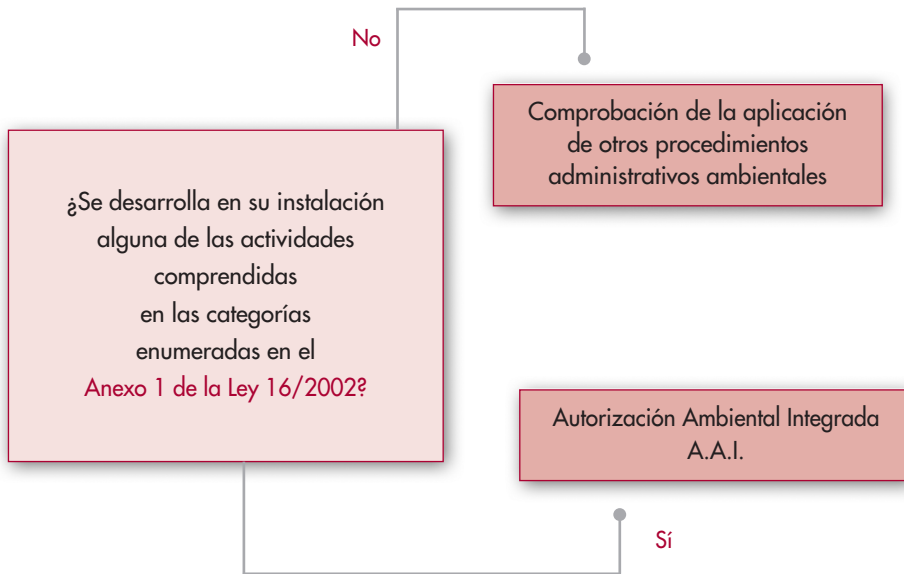 No
Comprobación de la aplicación
de otros procedimientos
administrativos ambientales
¿Se desarrolla en su instalación
alguna de las actividades
comprendidas
en las categorías
enumeradas en el
Anexo 1 de la Ley 16/2002?
Autorización Ambiental Integrada
A.A.I.
Sí